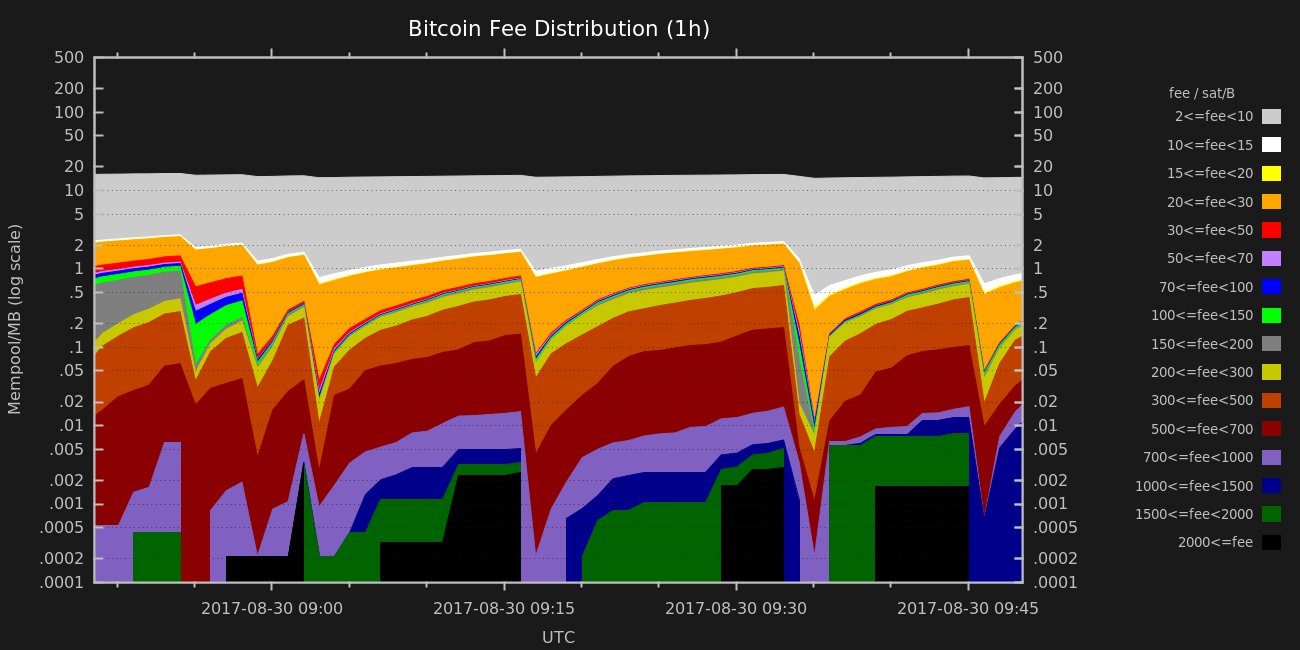 Bitcoin Fee Distribution (1h)
500 500
200 200
100 100
50 50
20 20
10 10
5 5
2 2
1 1
.5 .5
.2 .2
.1 .1
.05 .05
.02 .02
.01 .01
.005 .005
.002 .002
.001 .001
.0005 .0005
.0002 .0002
.0001 .0001
Mempool/MB (log scale)
2017-08-30 09:00 2017-08-30 09:15 2017-08-30 09:30 2017-08-30 09:45
UTC
fee / sat/B
2<=fee<10
10<=fee<15
15<=fee<20
20<=fee<30
30<=fee<50
50<=fee<70
70<=fee<100
100<=fee<150
150<=fee<200
200<=fee<300
300<=fee<500
500<=fee<700
700<=fee<1000
1000<=fee<1500
1500<=fee<2000
2000<=fee